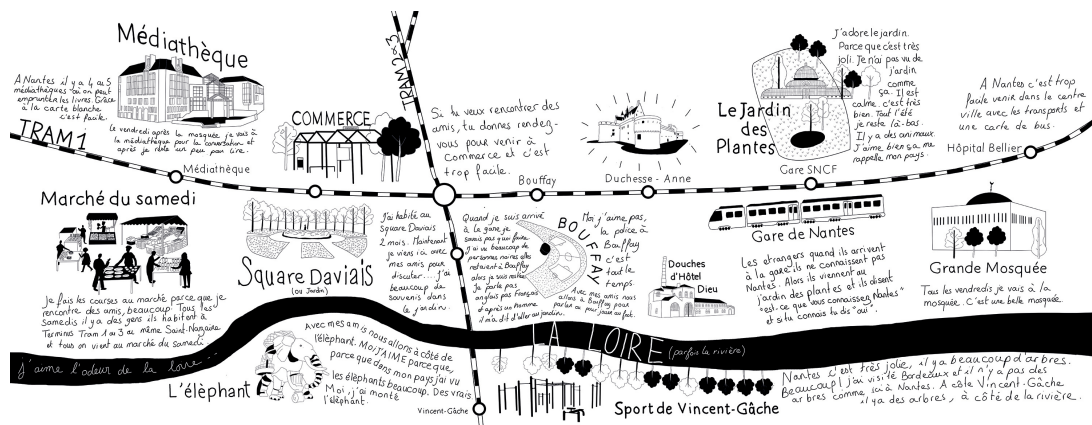 Médiathèque
A Nantes il y a 4 ou 5
médiathèques où on peut
emprunter les livres. Grâce
à la carte blanche
c'est facile.
Le vendredi après la mosquée je vais à
la médiathèque pour la conversation et
après je reste un peu pour lire.
TRAM 1
Médiathèque
COMMERCE
TRAM 2&3
Si tu veux rencontrer des
amis, tu donnes rendez-
vous pour venir à
Commerce et c'est
trop facile.
Bouffay
Duchesse-Anne
Le Jardin
des
Plantes
J'adore le jardin.
Parce que c'est très
joli. Je n'ai pas vu de
jardin
comme
ça. Il est
calme, c'est très
bien. Tout l'été
je reste là-bas.
Il y a des animaux.
J'aime bien ça me
rappelle mon pays.
Gare SNCF
A Nantes c'est trop
facile venir dans le centre
ville avec les transports et
une carte de bus.
Hôpital Bellier
Marché du samedi
Je fais les courses au marché parce que je
rencontre des amis, beaucoup. Tous les
samedis il y a des gens ils habitent à
Terminus Tram 1 ou 3 ou même Saint-Nazaire
et tous on vient au marché du samedi.
Square Daviais
(ou Jardin)
J'ai habité au
Square Daviais
2 mois. Maintenant
je viens ici avec
mes amis pour
discuter... J'ai
beaucoup de
souvenirs dans
le jardin.
Quand je suis arrivé
à la gare, je
savais pas quoi faire.
J'ai vu beaucoup de
personnes noires elles
restaient à Bouffay
alors je suis resté.
Je parle pas
anglais pas Français
et après un homme
il m'a dit d'aller au jardin.
BOUFFAY
Moi j'aime pas,
la police à
Bouffay
c'est
tout le
temps.
Avec mes amis nous
allons à Bouffay pour
parler ou pour jouer au foot.
Douches
d'Hôtel
Dieu
Gare de Nantes
Les etrangers quand ils arrivent
à la gare ils ne connaissent pas
Nantes. Alors ils viennent au
jardin des plantes et ils disent
"est-ce que vous connaissez Nantes"
et si tu connais tu dis "oui".
Grande Mosquée
Tous les vendredis je vais à la
mosquée. C'est une belle mosquée.
J'aime l'odeur de la Loire...
LA LOIRE (parfois la rivière)
L'élèphant
Avec mes amis nous allons à côté de
l'éléphant. Moi J'AIME parce que,
parce que dans mon pays j'ai vu
les éléphants beaucoup. Des vrais.
Moi, j'ai monté
l'éléphant.
Vincent-Gâche
Sport de Vincent-Gâche
Nantes c'est très jolie, il y a beaucoup d'arbres.
Beaucoup! J'ai visité Bordeaux et il n'y a pas des
arbres comme ici à Nantes. A côte Vincent-Gâche
il y a des arbres, à côté de la rivière.